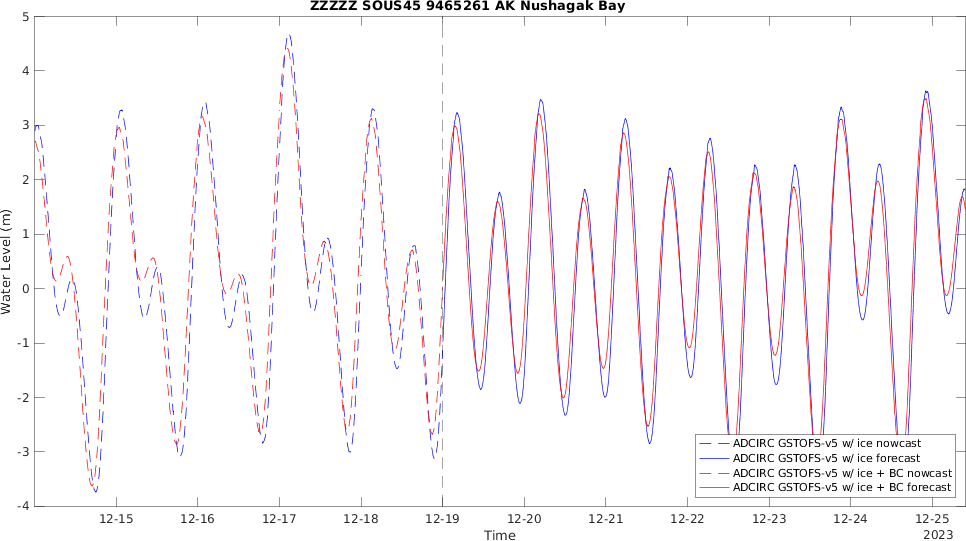 ZZZZZ SOUS45 9465261 AK Nushagak Bay
5
4
3
2
1
0
-1
-2
-3
-4
Water Level (m)
ADCIRC GSTOFS-v5 w/ ice nowcast
ADCIRC GSTOFS-v5 w/ ice forecast
ADCIRC GSTOFS-v5 w/ ice + BC nowcast
ADCIRC GSTOFS-v5 w/ ice + BC forecast
12-15 12-16 12-17 12-18 12-19 12-20 12-21 12-22 12-23 12-24 12-25
Time
2023